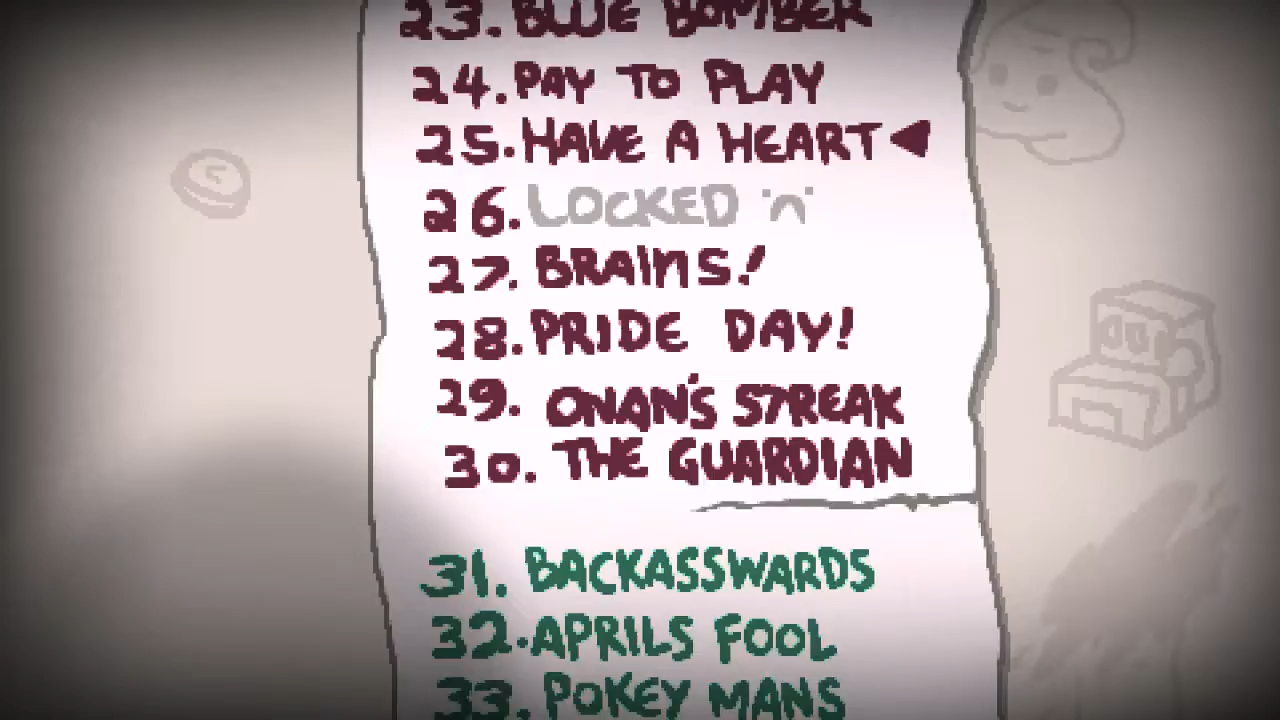 23. BLUE BOMBER
24. PAY TO PLAY
25. HAVE A HEART
26. LOCKED
27. BRAINS!
28. PRIDE DAY!
29. ONAN'S STREAK
30. THE GUARDIAN
31. BACKASSWARDS
32. APRILS FOOL
33. POKEY MANS